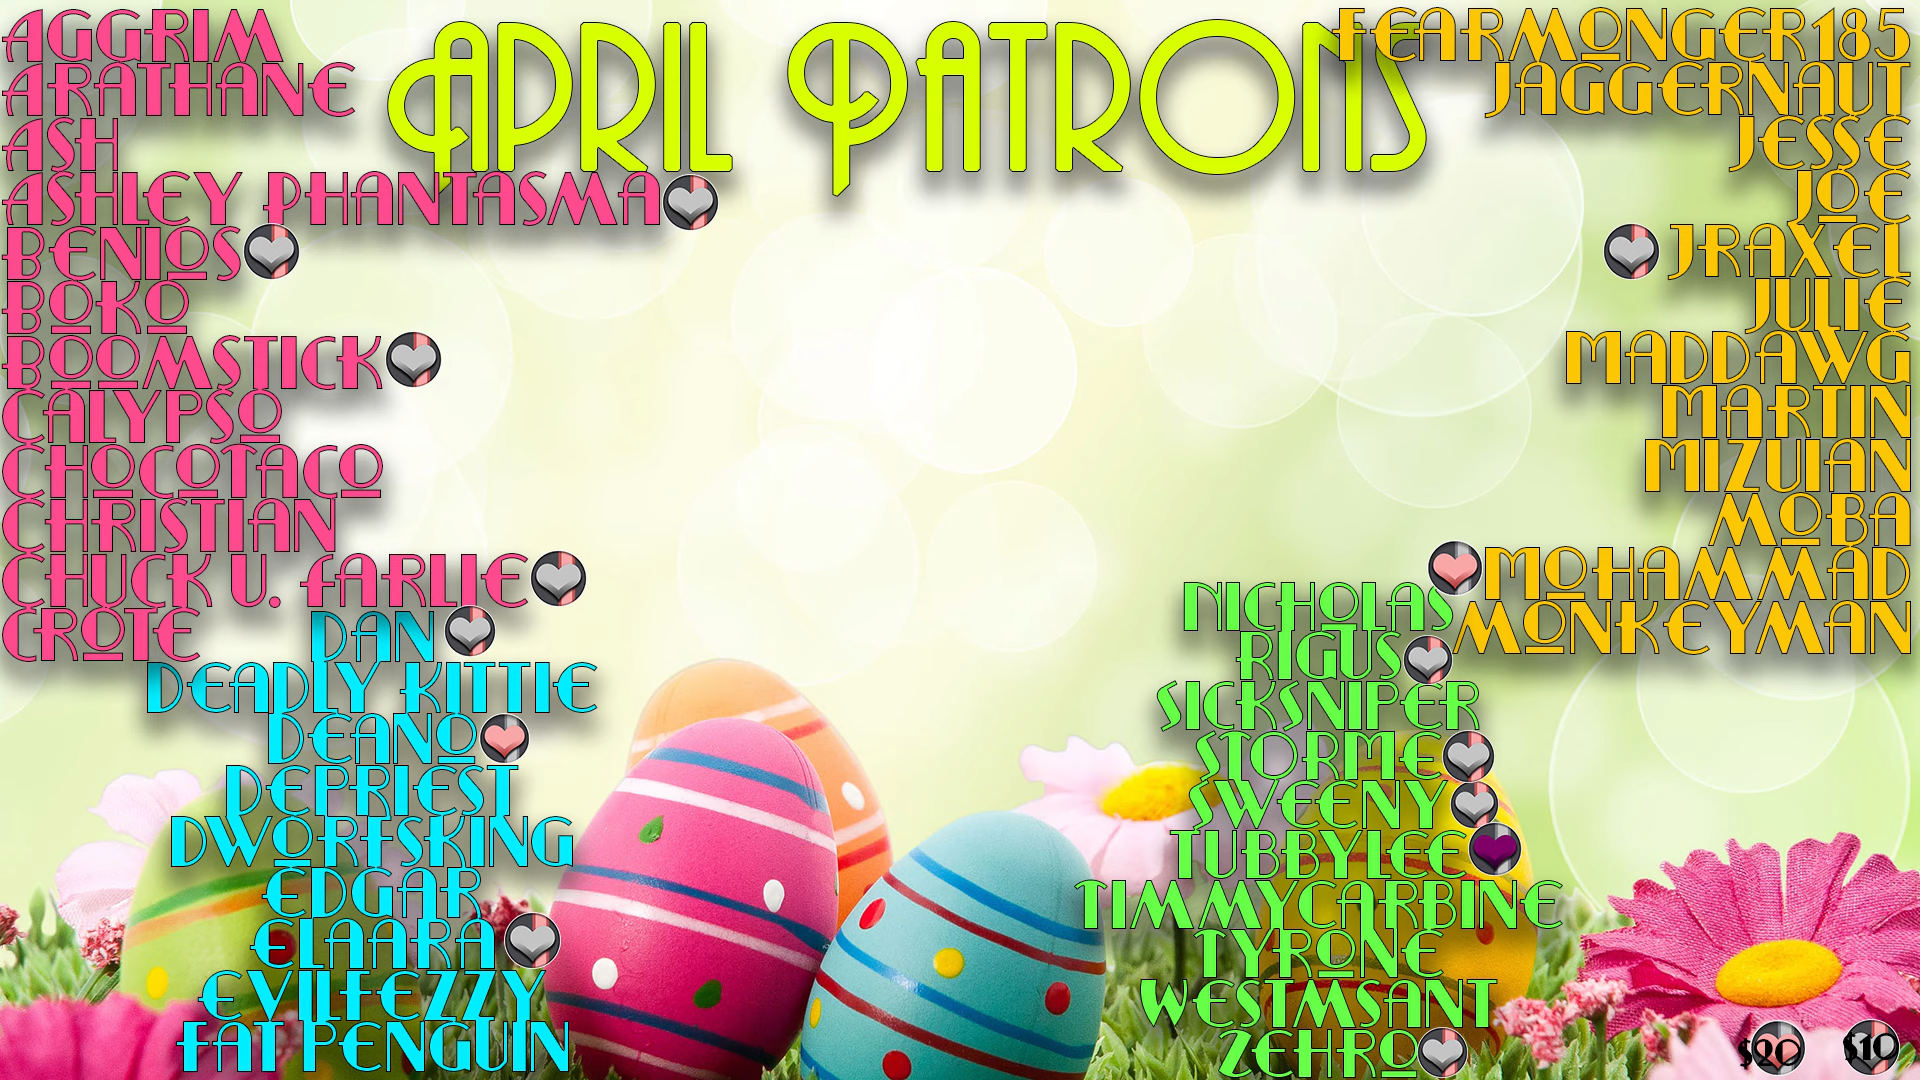 APRIL PATRONS
AGGRIM
ARATHANE
ASH
ASHLEY PHANTASMA
BENIOS
BOKO
BOOMSTICK
CALYPSO
CHOCOTACO
CHRISTIAN
CHUCK U. FARLIE
CROTE
DAN
DEADLY KITTIE
DEANO
DEPRIEST
DWORFSKING
EDGAR
ELAARA
EVILFEZZY
FAT PENGUIN
FEARMONGER185
JAGGERNAUT
JESSE
JOE
JRAXEL
JULIE
MADDAWG
MARTIN
MIZUIAN
MOBA
MOHAMMAD
MONKEYMAN
NICHOLAS
RIGUS
SICKSNIPER
STORME
SWEENY
TUBBYLEE
TIMMYCARBINE
TYRONE
WESTMSANT
ZEHRO
$20
$10